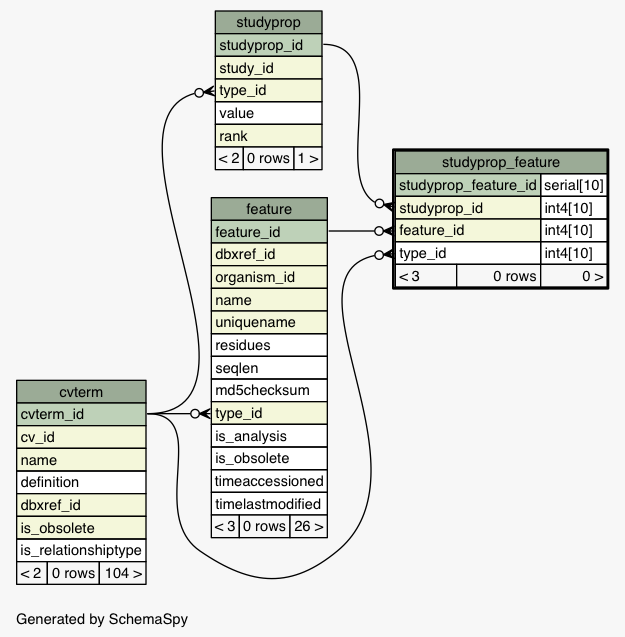 studyprop
studyprop_id
study_id
type_id
value
rank
< 2 0 rows 1 >
studyprop_feature
studyprop_feature_id serial[10]
studyprop_id int4[10]
feature_id int4[10]
type_id int4[10]
< 3 0 rows 0 >
feature
feature_id
dbxref_id
organism_id
name
uniquename
residues
seqlen
md5checksum
type_id
is_analysis
is_obsolete
timeaccessioned
timelastmodified
< 3 0 rows 26 >
cvterm
cvterm_id
cv_id
name
definition
dbxref_id
is_obsolete
is_relationshiptype
< 2 0 rows 104 >
Generated by SchemaSpy